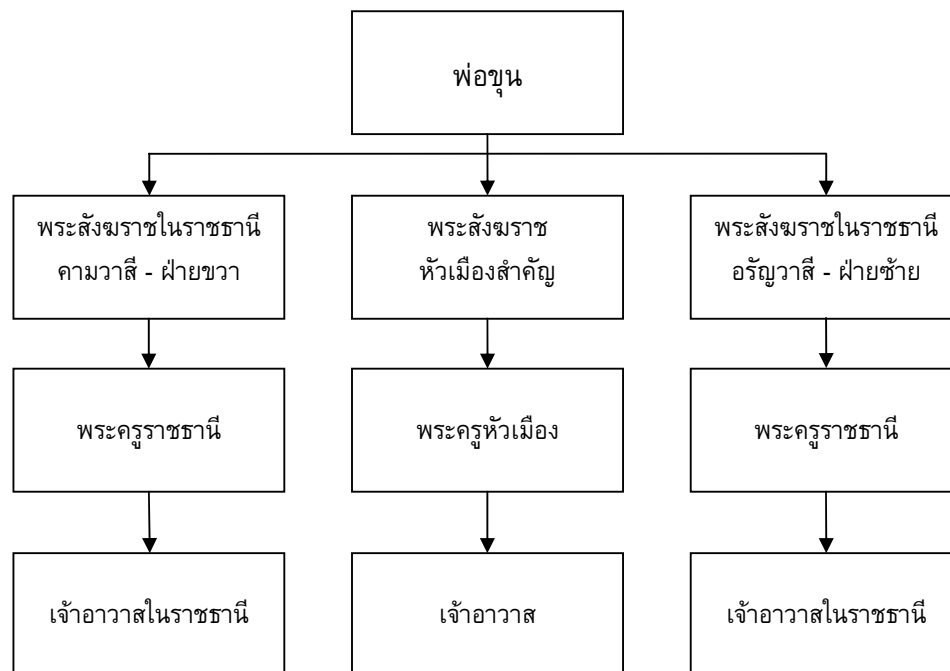 พ่อขุน
พระสังฆราชในราชธานี
คามวาสี - ฝ่ายขวา
พระสังฆราช
หัวเมืองสำคัญ
พระสังฆราชในราชธานี
อรัญวาสี - ฝ่ายซ้าย
พระครูราชธานี
พระครูหัวเมือง
พระครูราชธานี
เจ้าอาวาสในราชธานี
เจ้าอาวาส
เจ้าอาวาสในราชธานี